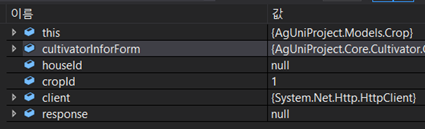 이름 값
this {AgUniProject.Models.Crop}
cultivatorInforForm {AgUniProject.Core.Cultivator.
houseId null
cropId 1
client {System.Net.Http.HttpClient}
response null